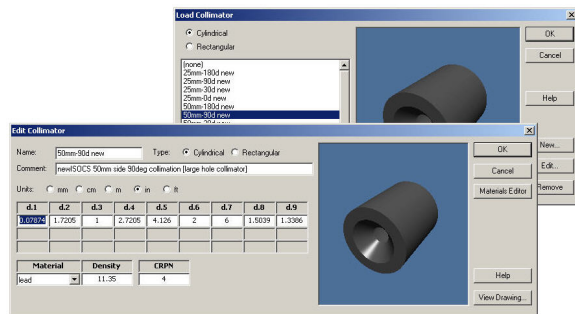 Load Collimator
Cylindrical
Rectangular
OK
Cancel
Help
(none)
25mm-180d new
25mm-90d new
25mm-30d new
25mm-0d new
50mm-180d new
50mm-90d new
New...
Edit...
Remove
Edit Collimator
Name: 50mm-90d new Type: Cylindrical Rectangular
Comment: newISOCS 50mm side 90deg collimation [large hole collimator]
Units: mm cm m in ft
d.1 d.2 d.3 d.4 d.5 d.6 d.7 d.8 d.9
0.07874 1.7205 1 2.7205 4.126 2 6 1.5039 1.3386
Material Density CRPN
lead 11.35 4
OK
Cancel
Materials Editor
Help
View Drawing...